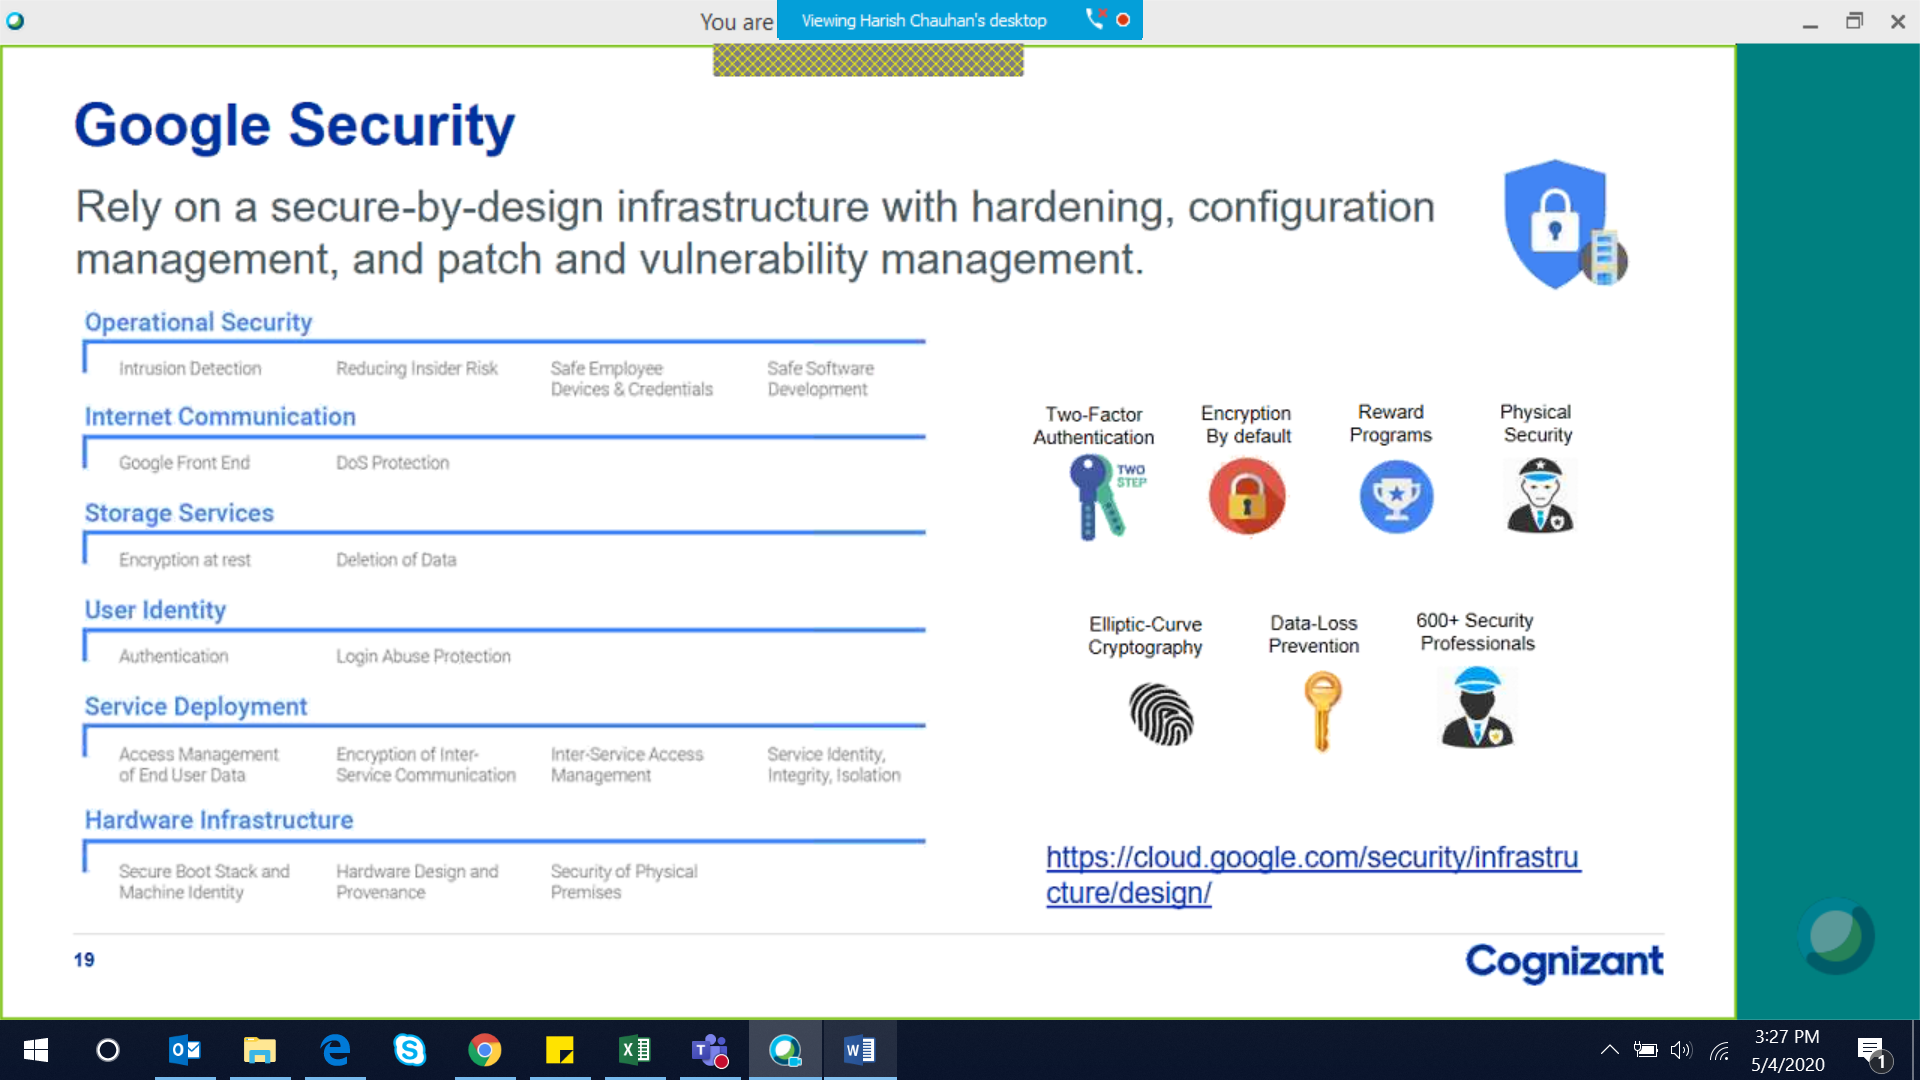 You are
Viewing Harish Chauhan's desktop
Google Security
Rely on a secure-by-design infrastructure with hardening, configuration
management, and patch and vulnerability management.
Operational Security
Intrusion Detection
Reducing Insider Risk
Safe Employee
Devices & Credentials
Safe Software
Development
Internet Communication
Google Front End
DoS Protection
Storage Services
Encryption at rest
Deletion of Data
User Identity
Authentication
Login Abuse Protection
Service Deployment
Access Management
of End User Data
Encryption of Inter-
Service Communication
Inter-Service Access
Management
Service Identity,
Integrity, Isolation
Hardware Infrastructure
Secure Boot Stack and
Machine Identity
Hardware Design and
Provenance
Security of Physical
Premises
Two-Factor
Authentication
TWO
STEP
Encryption
By default
Reward
Programs
Physical
Security
Elliptic-Curve
Cryptography
Data-Loss
Prevention
600+ Security
Professionals
https://cloud.google.com/security/infrastru
cture/design/
19
Cognizant
3:27 PM
5/4/2020
1